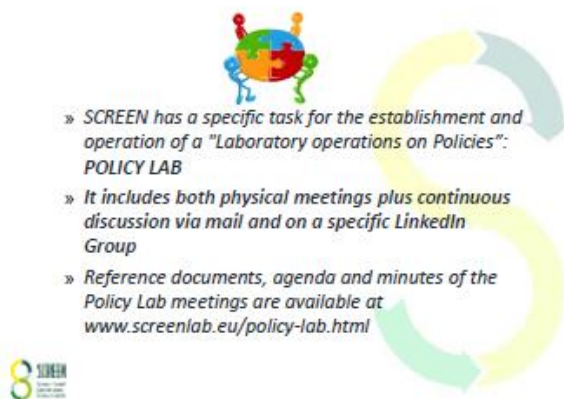 » SCREEN has a specific task for the establishment and
operation of a "Laboratory operations on Policies":
POLICY LAB
» It includes both physical meetings plus continuous
discussion via mail and on a specific LinkedIn
Group
» Reference documents, agenda and minutes of the
Policy Lab meetings are available at
www.screenlab.eu/policy-lab.html
SCREEN